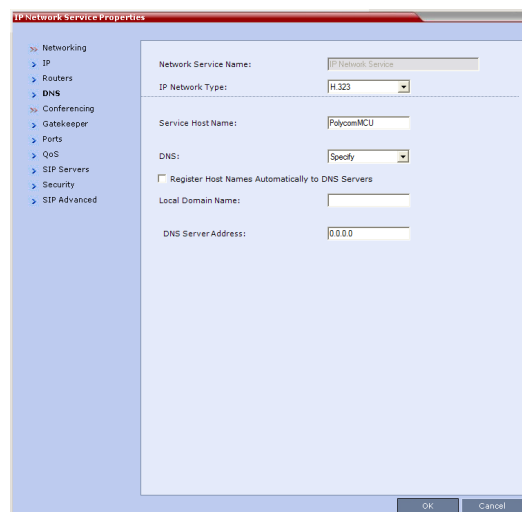 IP Network Service Properties
Networking
IP
Routers
DNS
Conferencing
Gatekeeper
Ports
QoS
SIP Servers
Security
SIP Advanced
Network Service Name: IP Network Service
IP Network Type: H.323
Service Host Name: PolycomMCU
DNS: Specify
Register Host Names Automatically to DNS Servers
Local Domain Name:
DNS Server Address: 0.0.0.0
OK Cancel